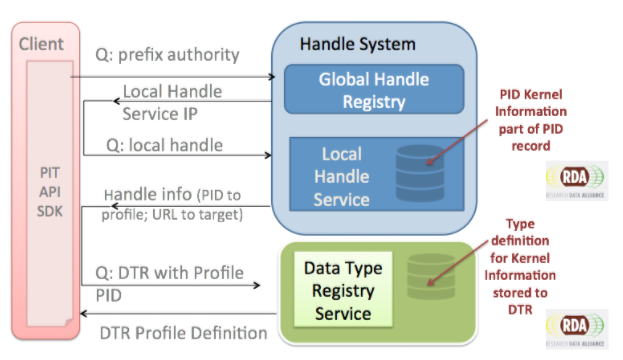 Client
Handle System
Q: prefix authority
Global Handle
Registry
Local Handle
Service IP
PID Kernel
Information
part of PID
record
Q: local handle
Local
Handle
Service
PIT
API
SDK
RDA
RESEARCH DATA ALLIANCE
Handle info (PID to
profile; URL to target)
Type
definition
for Kernel
Information
stored to
DTR
Q: DTR with Profile
PID
Data Type
Registry
Service
DTR Profile Definition
RDA
RESEARCH DATA ALLIANCE